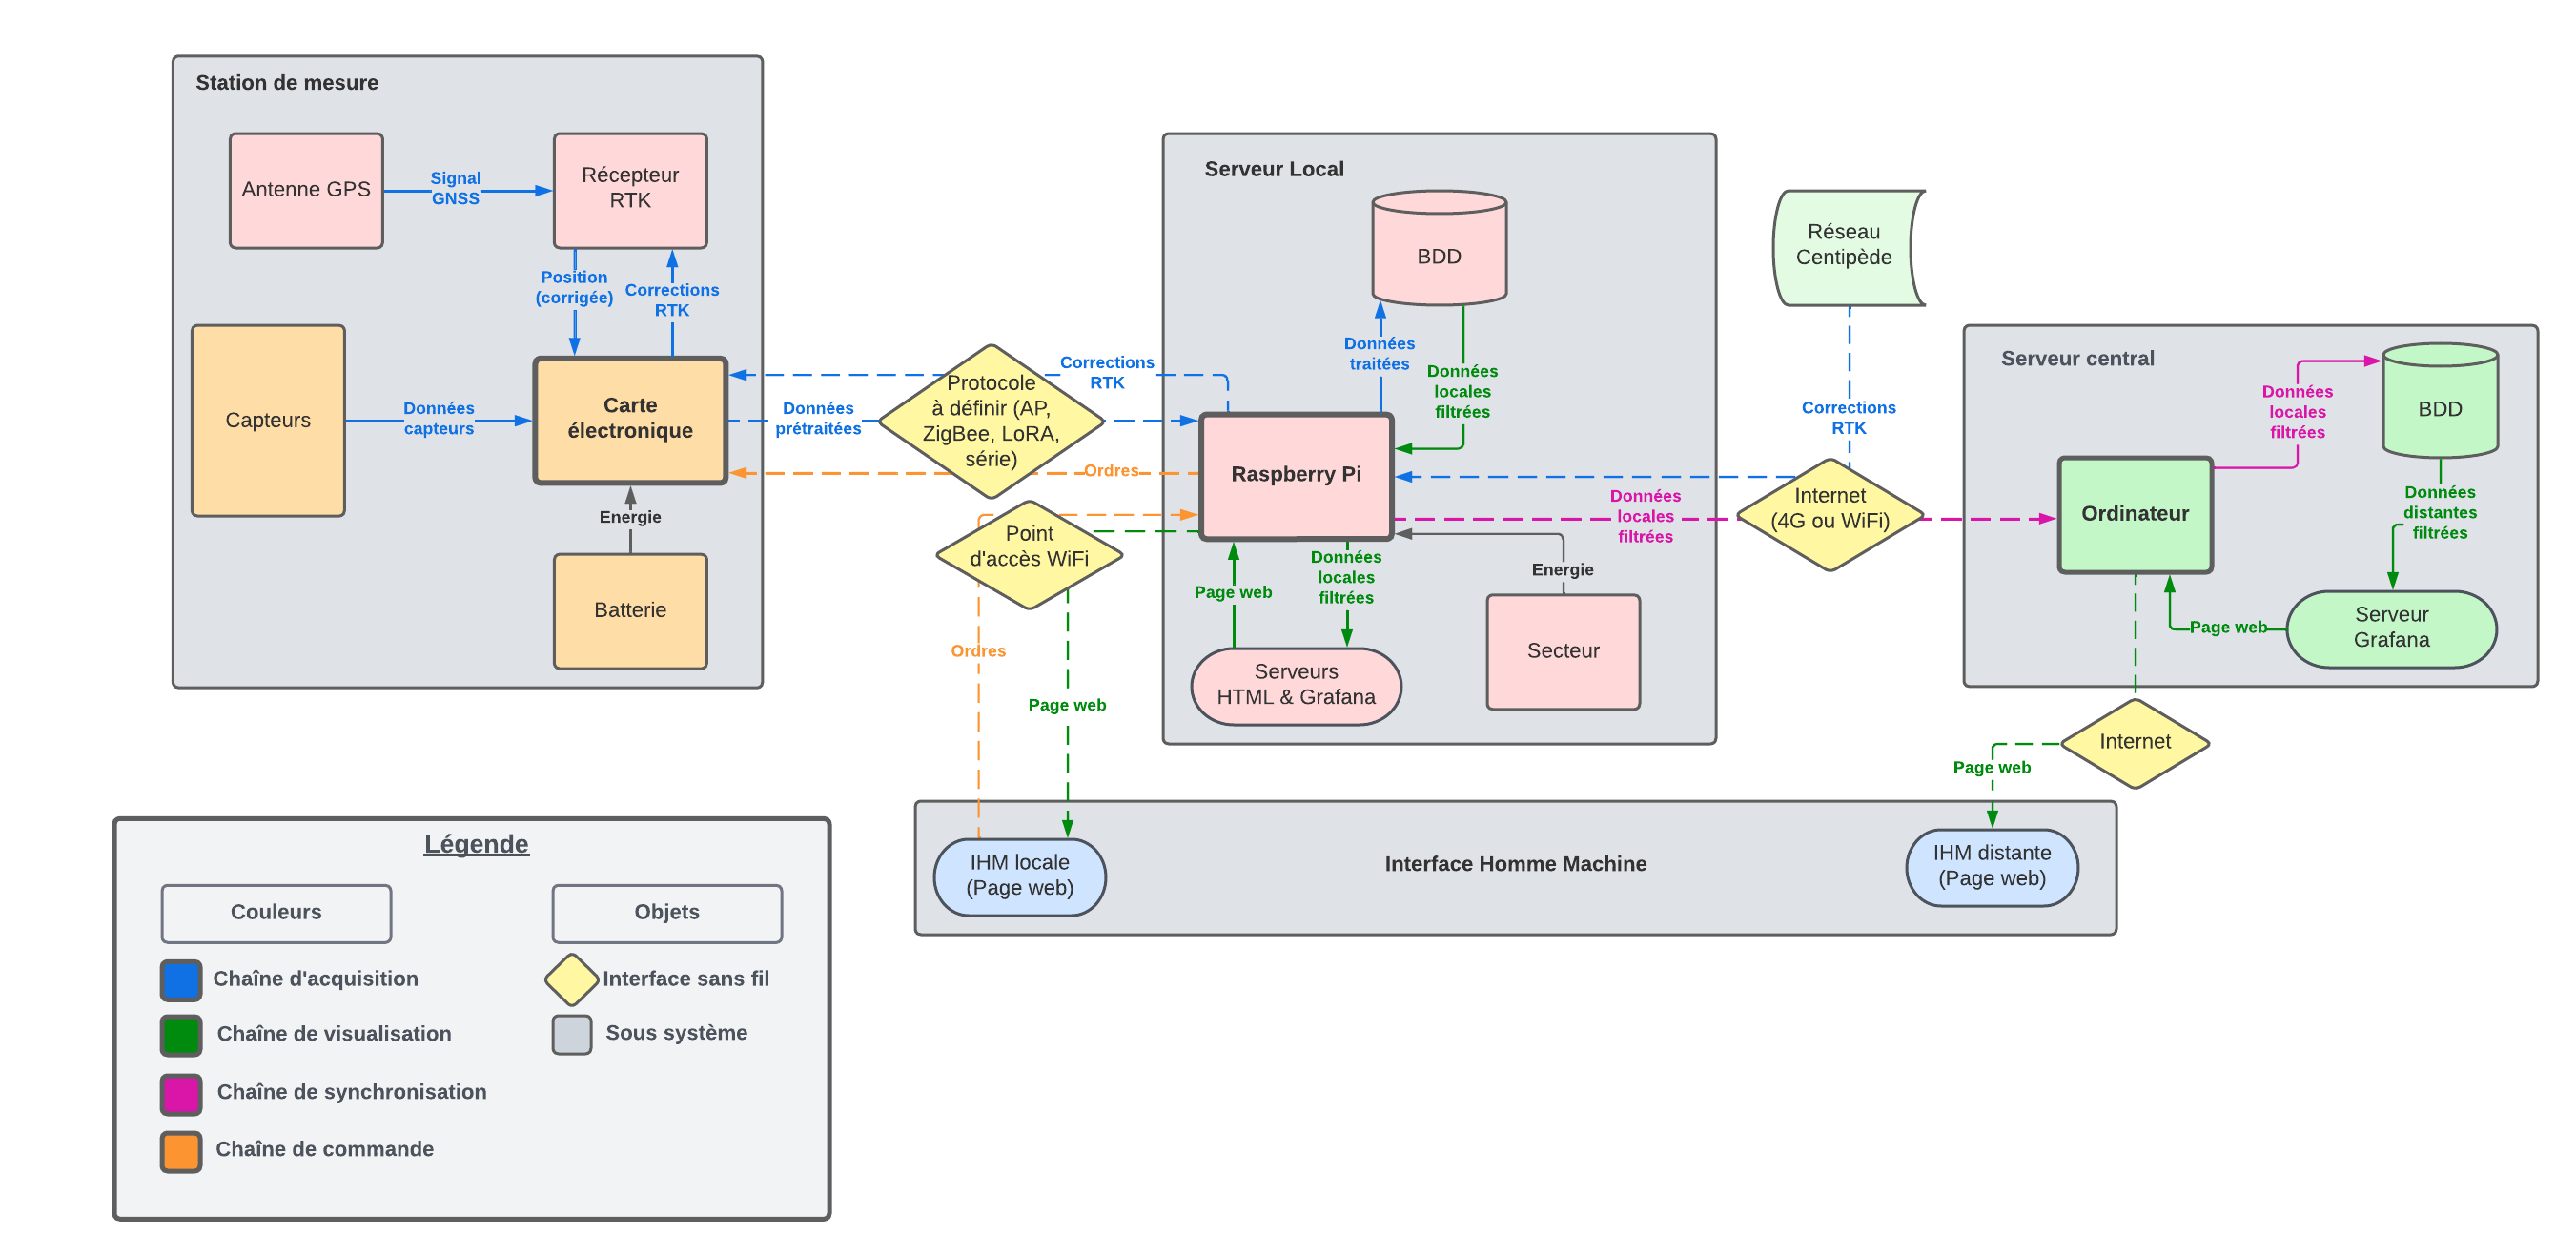 Station de mesure
Antenne GPS
Signal
GNSS
Récepteur
RTK
Position
(corrigée)
Corrections
RTK
Capteurs
Données
capteurs
Carte
électronique
Energie
Batterie
Corrections
RTK
Données
prétraitées
Protocole
à définir (AP,
ZigBee, LoRA,
série)
Ordres
Point
d'accès WiFi
Ordres
Page web
Serveur Local
BDD
Données
traitées
Données
locales
filtrées
Raspberry Pi
Page web
Données
locales
filtrées
Energie
Serveurs
HTML & Grafana
Secteur
Données
locales
filtrées
Réseau
Centipède
Corrections
RTK
Internet
(4G ou WiFi)
Serveur central
Données
locales
filtrées
BDD
Ordinateur
Données
distantes
filtrées
Page web
Serveur
Grafana
Internet
Page web
IHM locale
(Page web)
Interface Homme Machine
IHM distante
(Page web)
Légende
Couleurs
Objets
Chaîne d'acquisition
Interface sans fil
Chaîne de visualisation
Sous système
Chaîne de synchronisation
Chaîne de commande